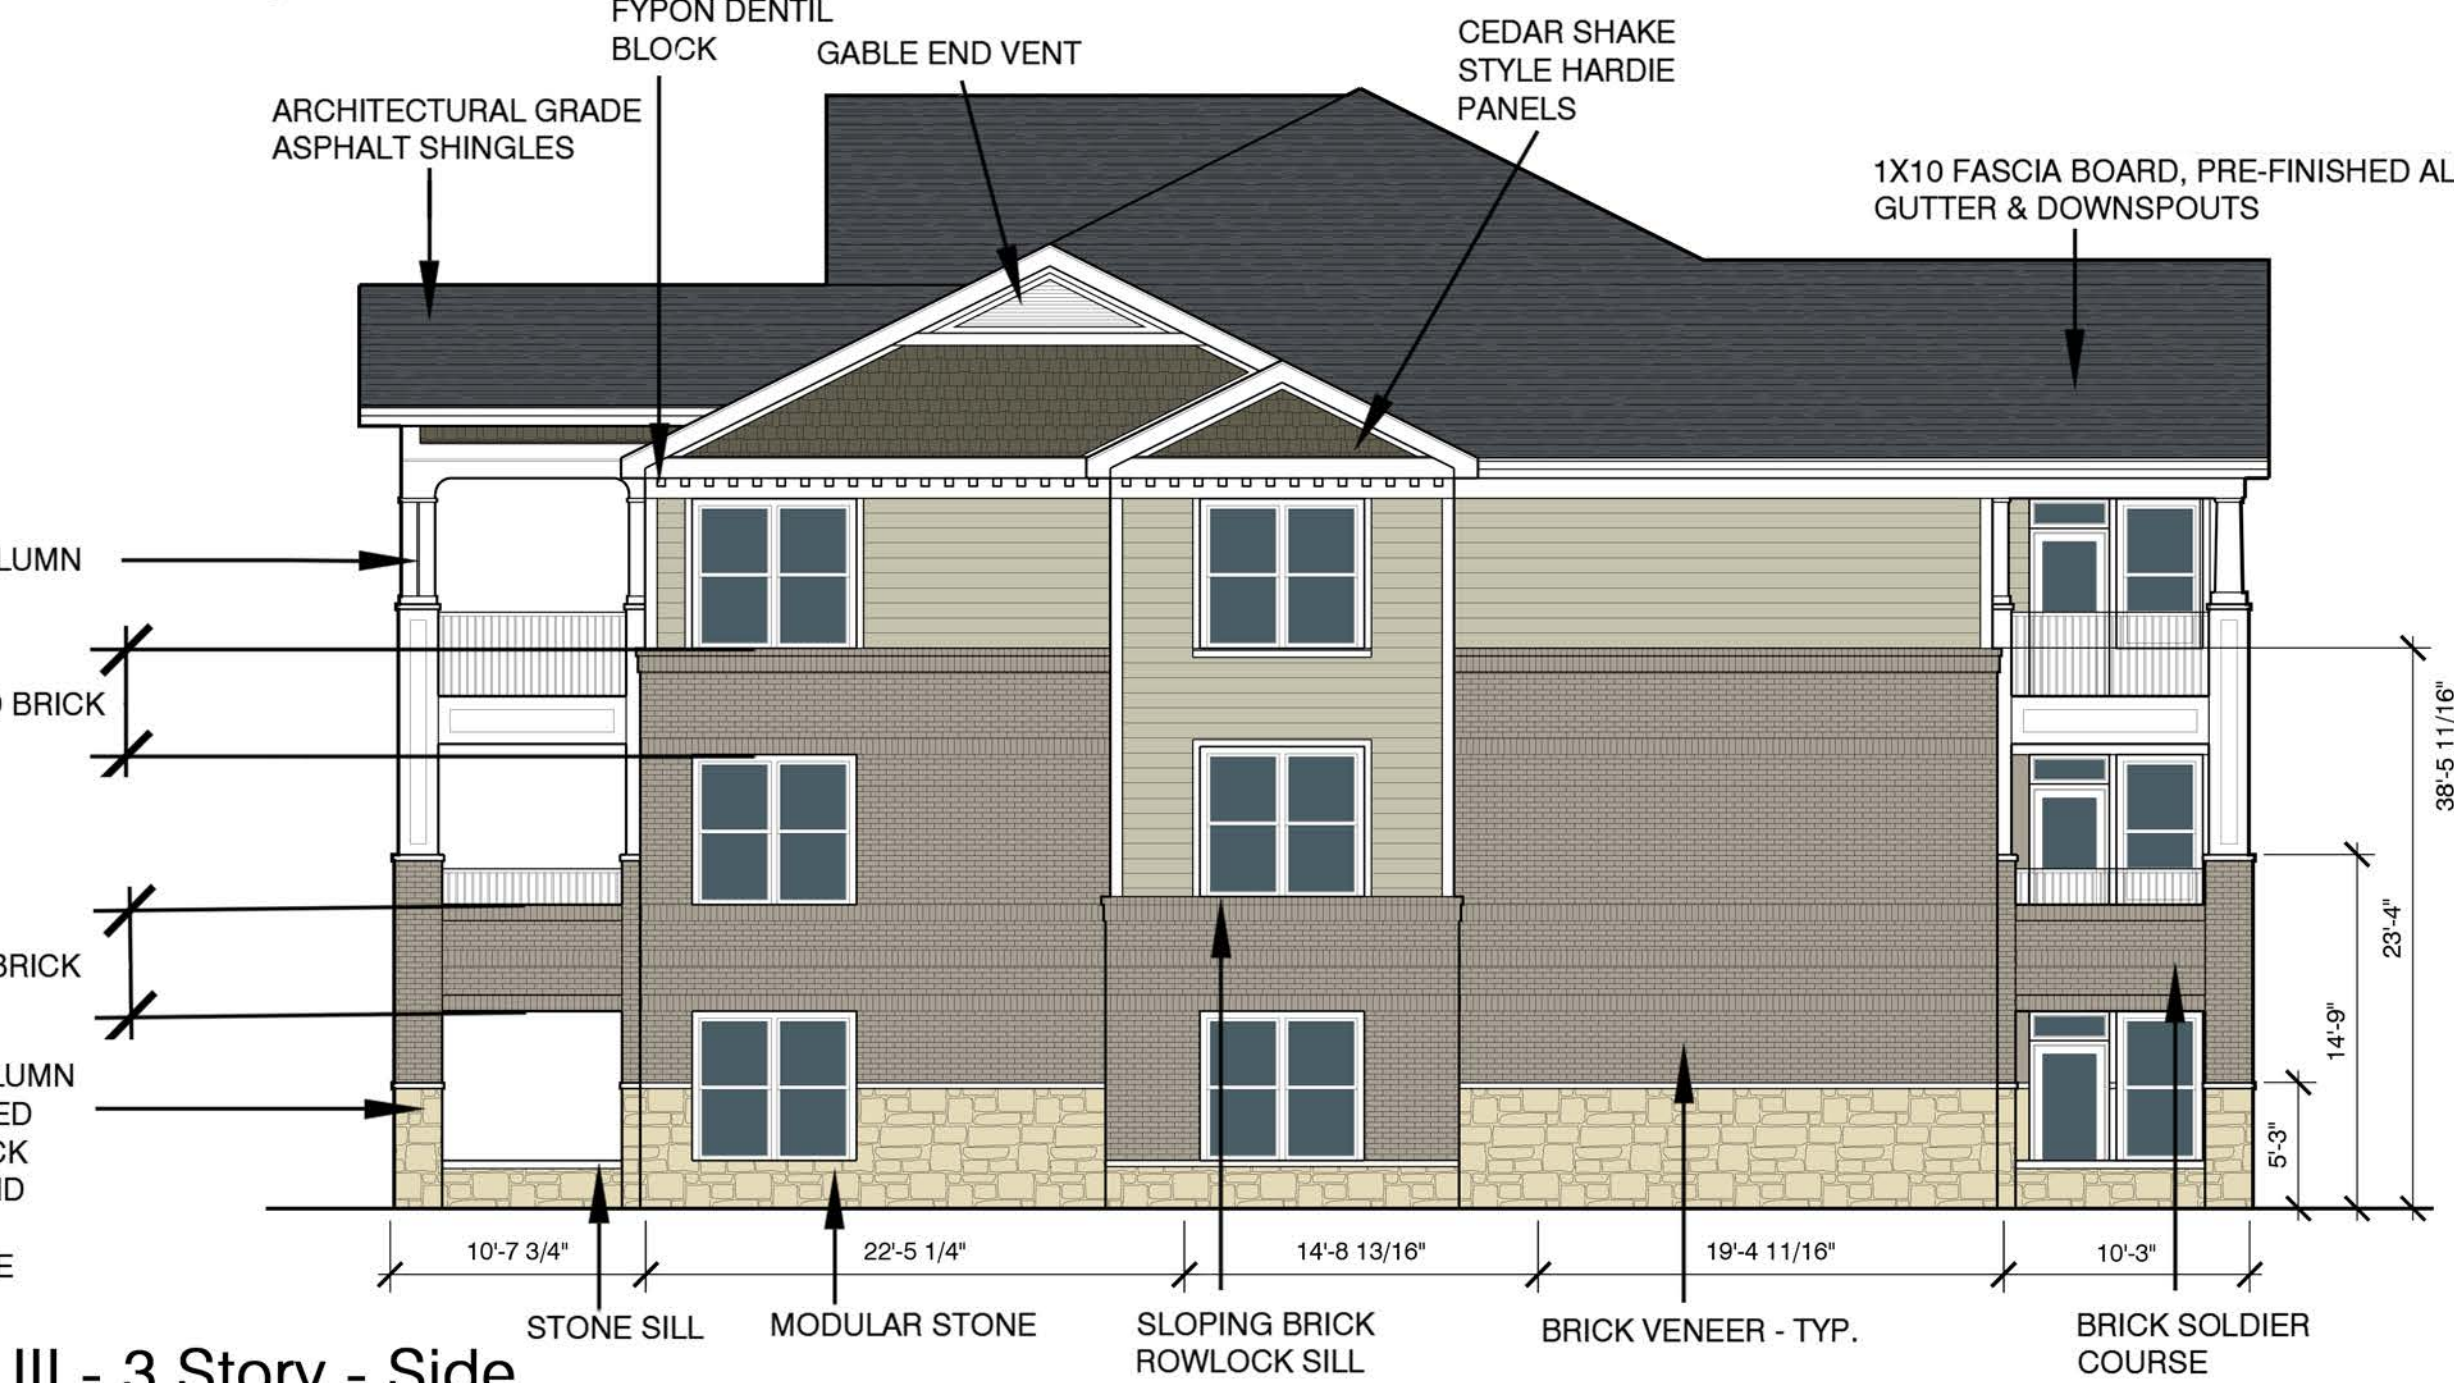 FYPON DENTIL
BLOCK
GABLE END VENT
CEDAR SHAKE
STYLE HARDIE
PANELS
ARCHITECTURAL GRADE
ASPHALT SHINGLES
1X10 FASCIA BOARD, PRE-FINISHED AL
GUTTER & DOWNSPOUTS
LUMN
BRICK
38'-5 11/16"
23'-4"
BRICK
14'-9"
LUMN
ED
CK
ND
5'-3"
E
10'-7 3/4"
22'-5 1/4"
14'-8 13/16"
19'-4 11/16"
10'-3"
STONE SILL
MODULAR STONE
SLOPING BRICK
ROWLOCK SILL
BRICK VENEER - TYP.
BRICK SOLDIER
COURSE
III - 3 Story - Side